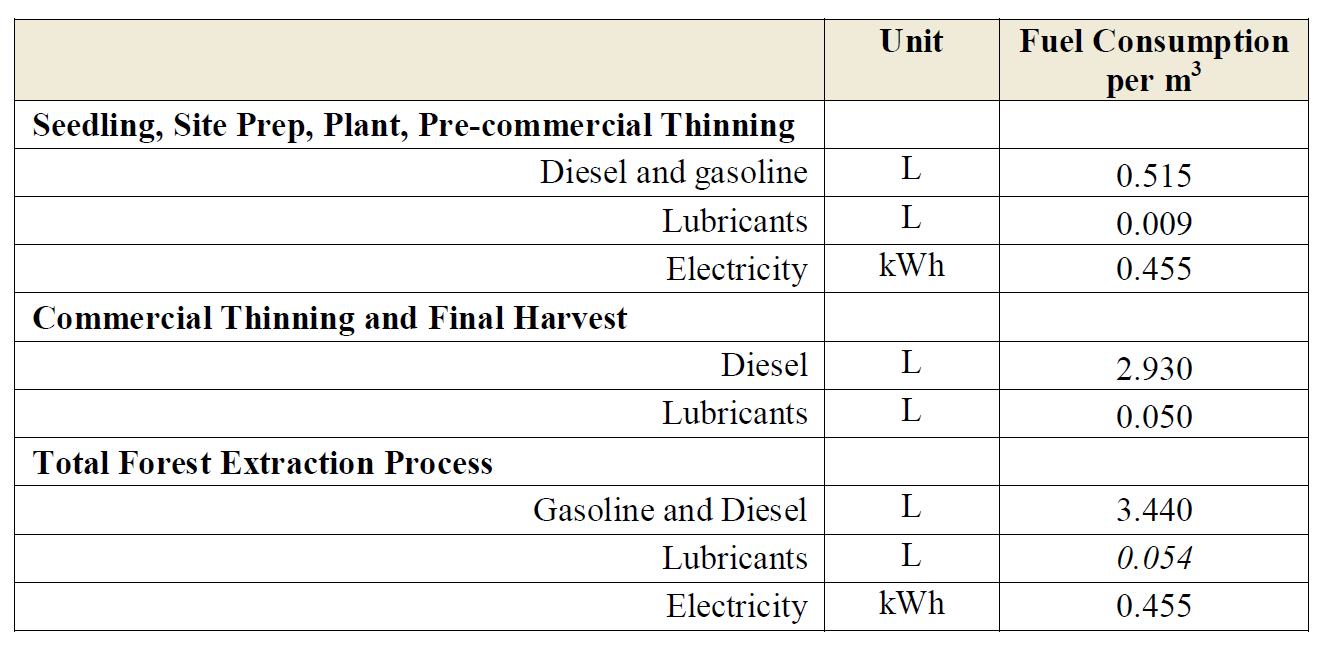 Unit Fuel Consumption
per m³
Seedling, Site Prep, Plant, Pre-commercial Thinning
Diesel and gasoline L 0.515
Lubricants L 0.009
Electricity kWh 0.455
Commercial Thinning and Final Harvest
Diesel L 2.930
Lubricants L 0.050
Total Forest Extraction Process
Gasoline and Diesel L 3.440
Lubricants L 0.054
Electricity kWh 0.455